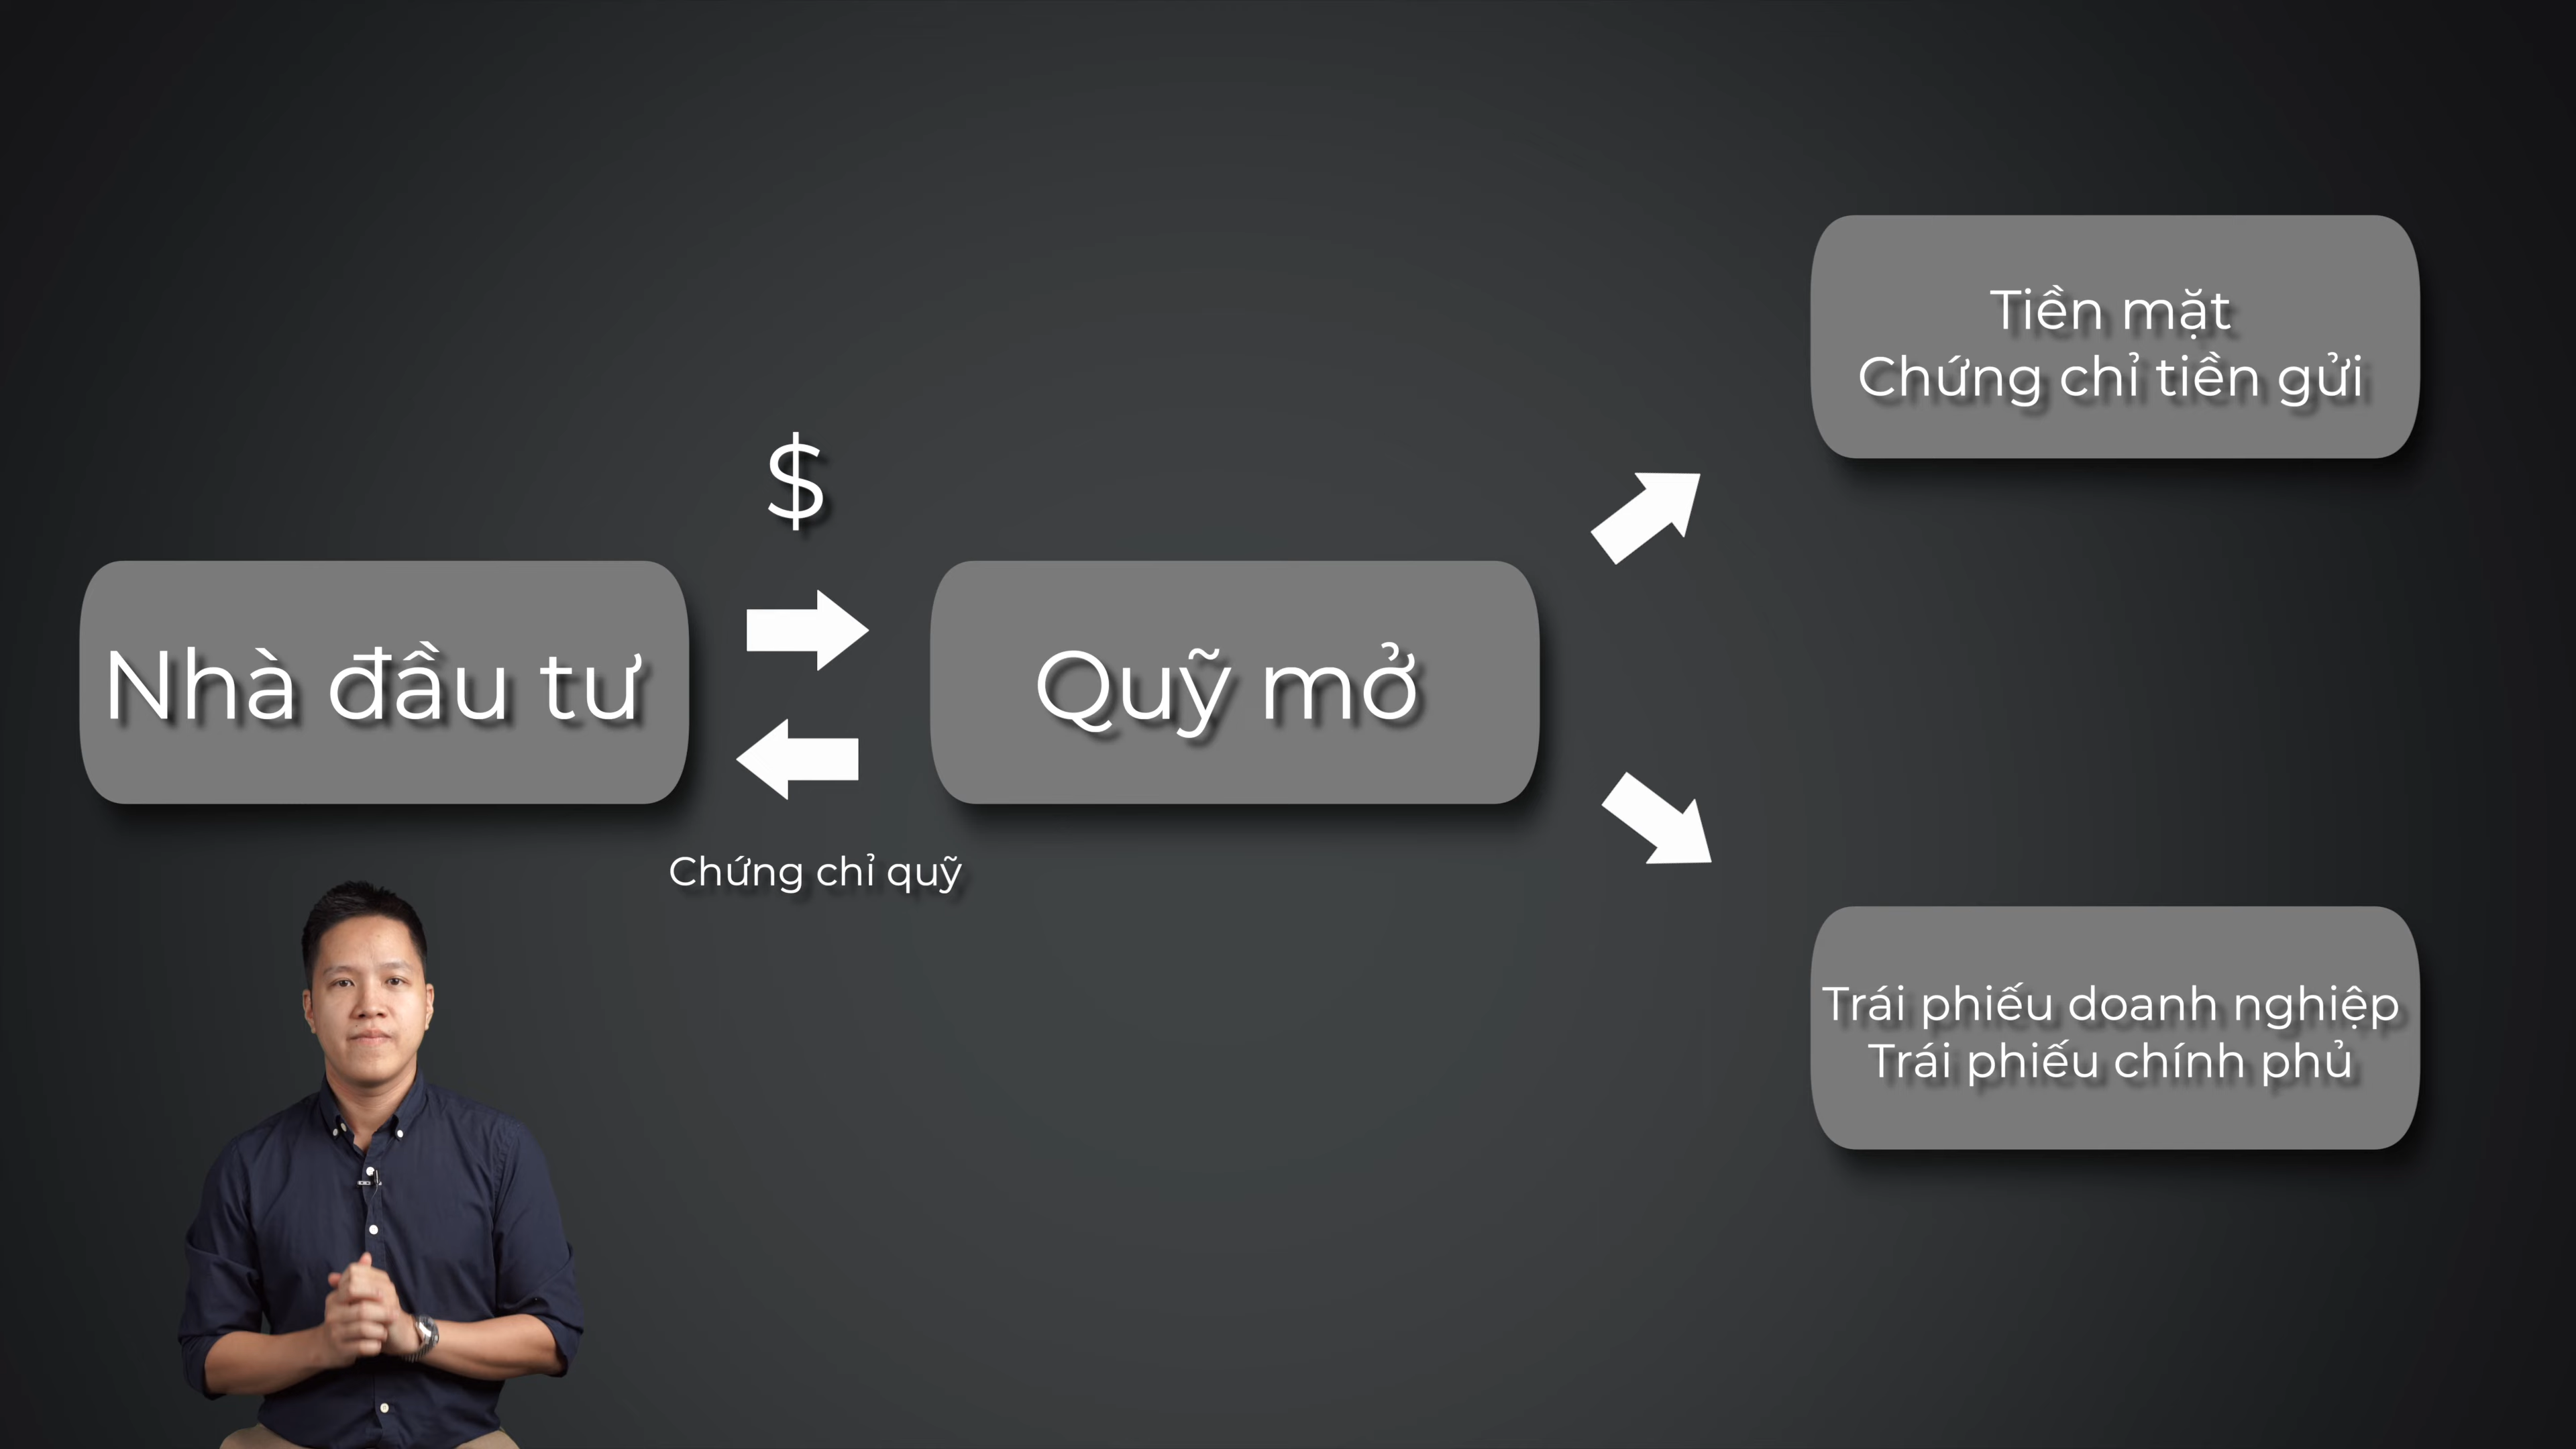 $
Nhà đầu tư
Quỹ mở
Chứng chỉ quỹ
Tiền mặt
Chứng chỉ tiền gửi
Trái phiếu doanh nghiệp
Trái phiếu chính phủ